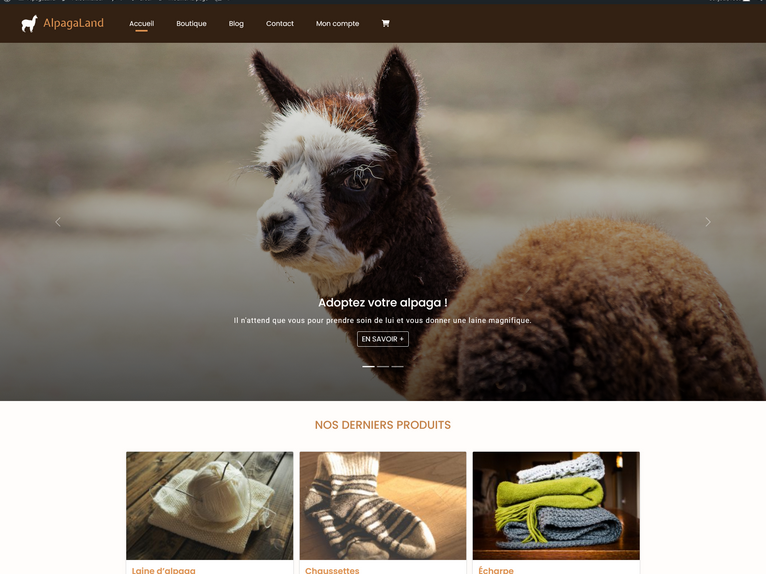 AlpagaLand
Accueil Boutique Blog Contact Mon compte
Adoptez votre alpaga !
Il n'attend que vous pour prendre soin de lui et vous donner une laine magnifique.
EN SAVOIR +
NOS DERNIERS PRODUITS
Laine d'alpaga Chaussettes Écharpe